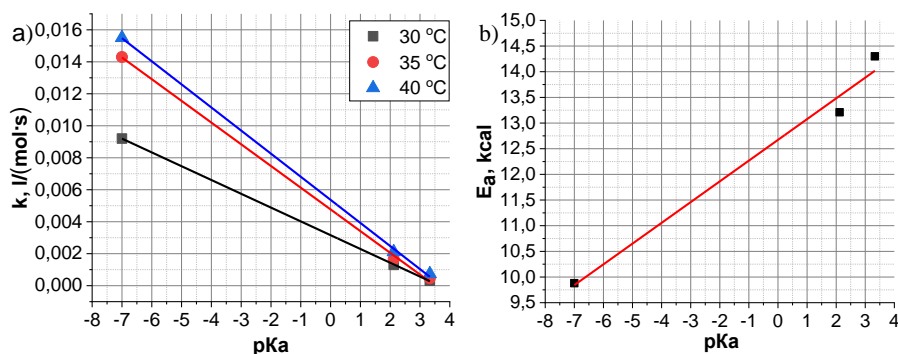 a)
30 ºC
35 ºC
40 ºC
k, l/(mol·s)
0,016
0,014
0,012
0,010
0,008
0,006
0,004
0,002
0,000
-8 -7 -6 -5 -4 -3 -2 -1 0 1 2 3 4
pKa
b)
Eₐ, kcal
15,0
14,5
14,0
13,5
13,0
12,5
12,0
11,5
11,0
10,5
10,0
9,5
-8 -7 -6 -5 -4 -3 -2 -1 0 1 2 3 4
pKa